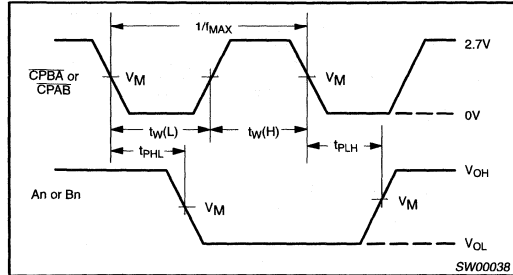 1/fMAX
2.7V
CPBA or
CPAB
VM
VM
0V
tW(L)
tW(H)
tPHL
tPLH
VOH
An or Bn
VM
VM
VOL
SW00038